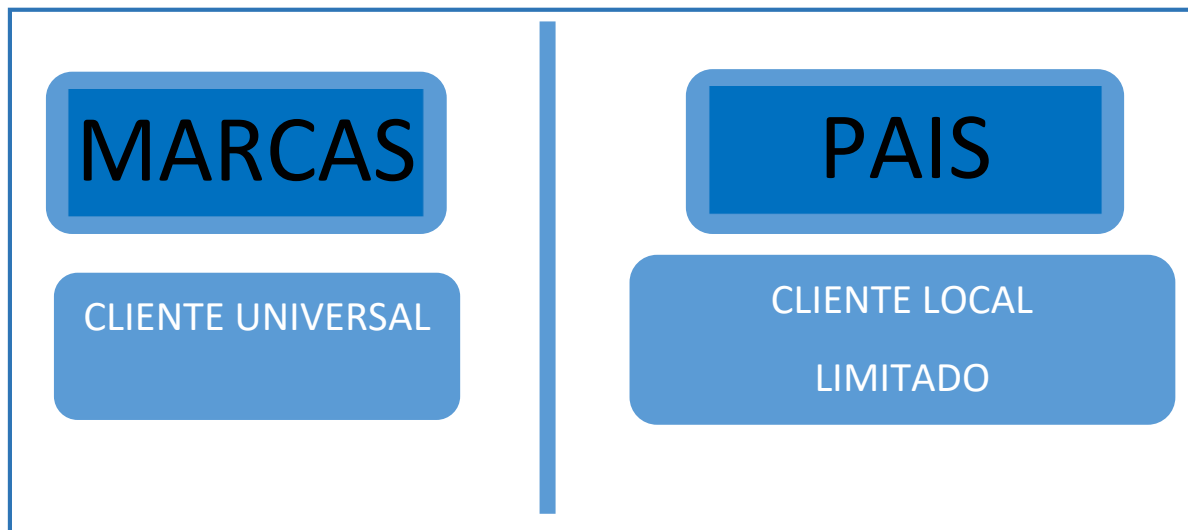 MARCAS
CLIENTE UNIVERSAL
PAIS
CLIENTE LOCAL
LIMITADO